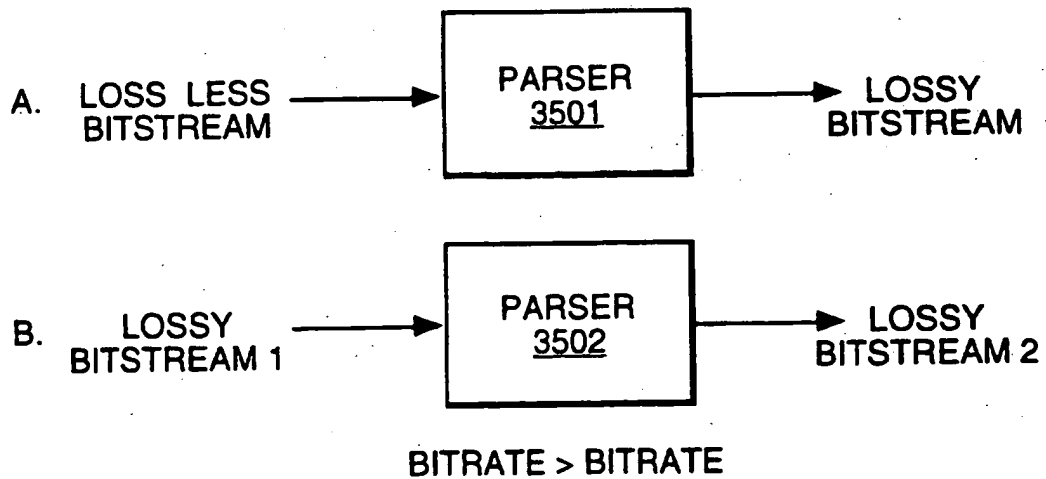 A. LOSS LESS BITSTREAM
PARSER 3501
LOSSY BITSTREAM
B. LOSSY BITSTREAM 1
PARSER 3502
LOSSY BITSTREAM 2
BITRATE > BITRATE